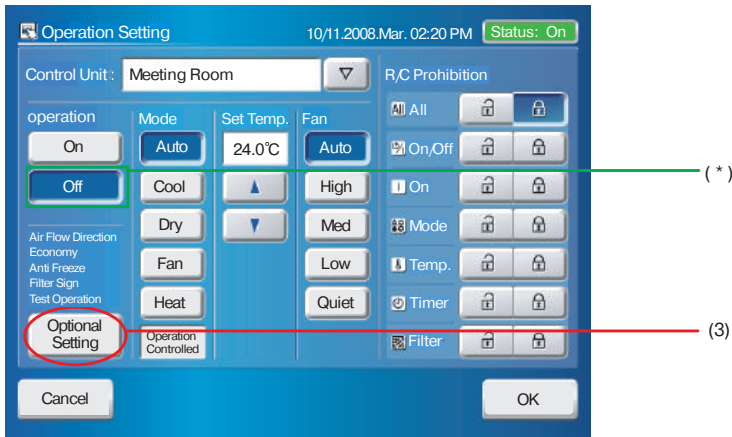 Operation Setting 10/11.2008.Mar. 02:20 PM Status: On
Control Unit : Meeting Room
R/C Prohibition
operation
On
Off
Air Flow Direction
Economy
Anti Freeze
Filter Sign
Test Operation
Optional
Setting
Mode
Auto
Cool
Dry
Fan
Heat
Operation
Controlled
Set Temp.
24.0℃
Fan
Auto
High
Med
Low
Quiet
All All
On/Off
On
Mode
Temp.
Timer
Filter
( * )
(3)
Cancel
OK